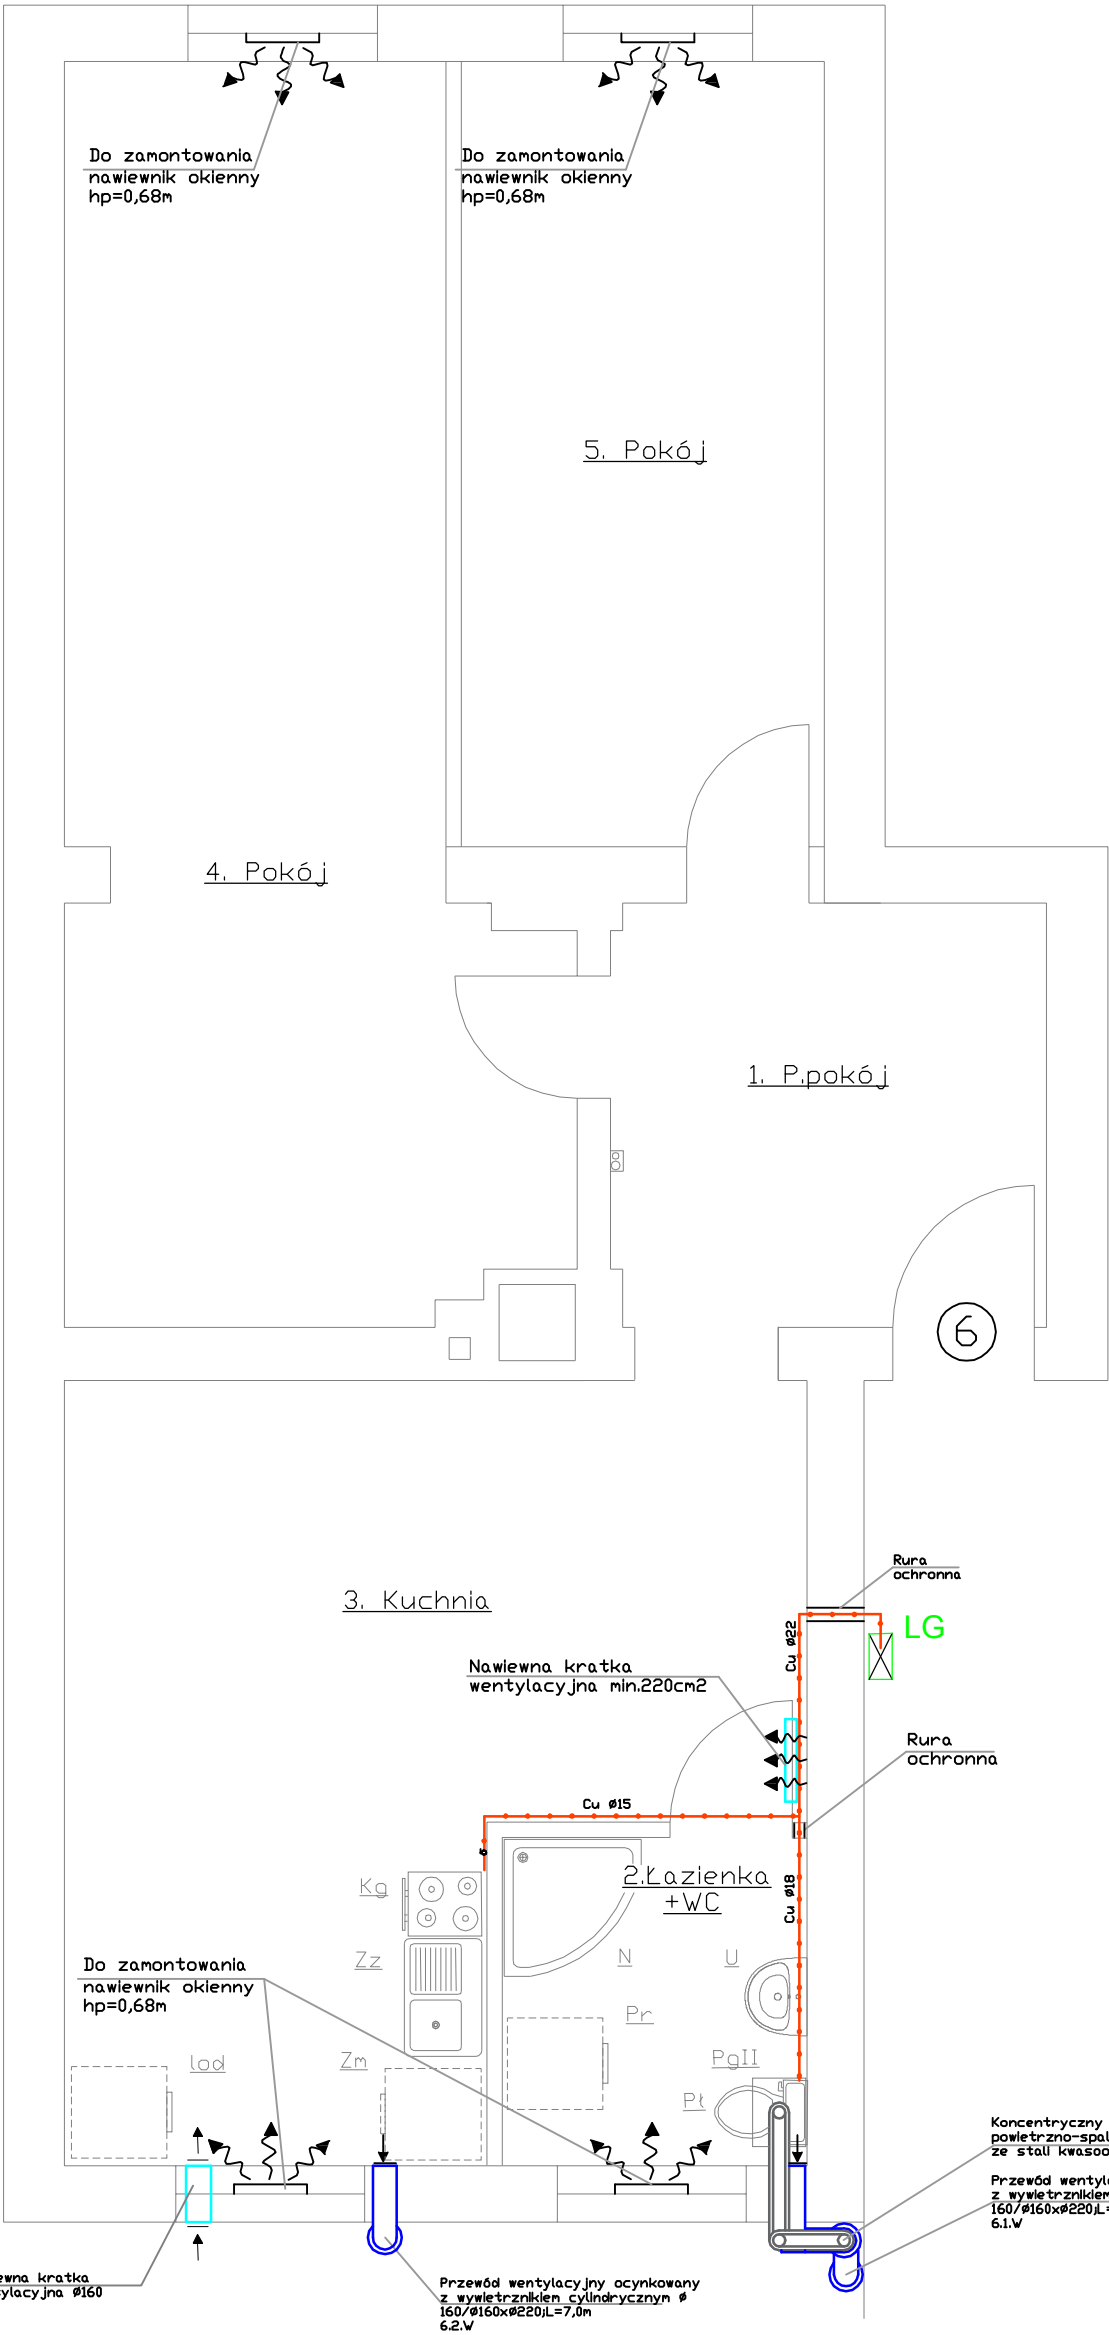 Do zamontowania
nawiewnik okienny
hp=0,68m
Do zamontowania
nawiewnik okienny
hp=0,68m
5. Pokój
4. Pokój
1. P.pokój
6
3. Kuchnia
Rura
ochronna
LG
Cu Ø22
Nawiewna kratka
wentylacyjna min.220cm2
Rura
ochronna
Cu Ø15
2.Łazienka
+WC
Cu Ø18
Kg
Zz
N
U
Do zamontowania
nawiewnik okienny
hp=0,68m
Pr
lod
Zm
PgII
Pł
Koncentryczny
powietrzno-spal
ze stali kwasoo
Przewód wentyla
z wywietrznikiem
160/Ø160xØ220;L=
6.1.W
ewna kratka
tylacyjna Ø160
Przewód wentylacyjny ocynkowany
z wywietrznikiem cylindrycznym Ø
160/Ø160xØ220;L=7,0m
6.2.W